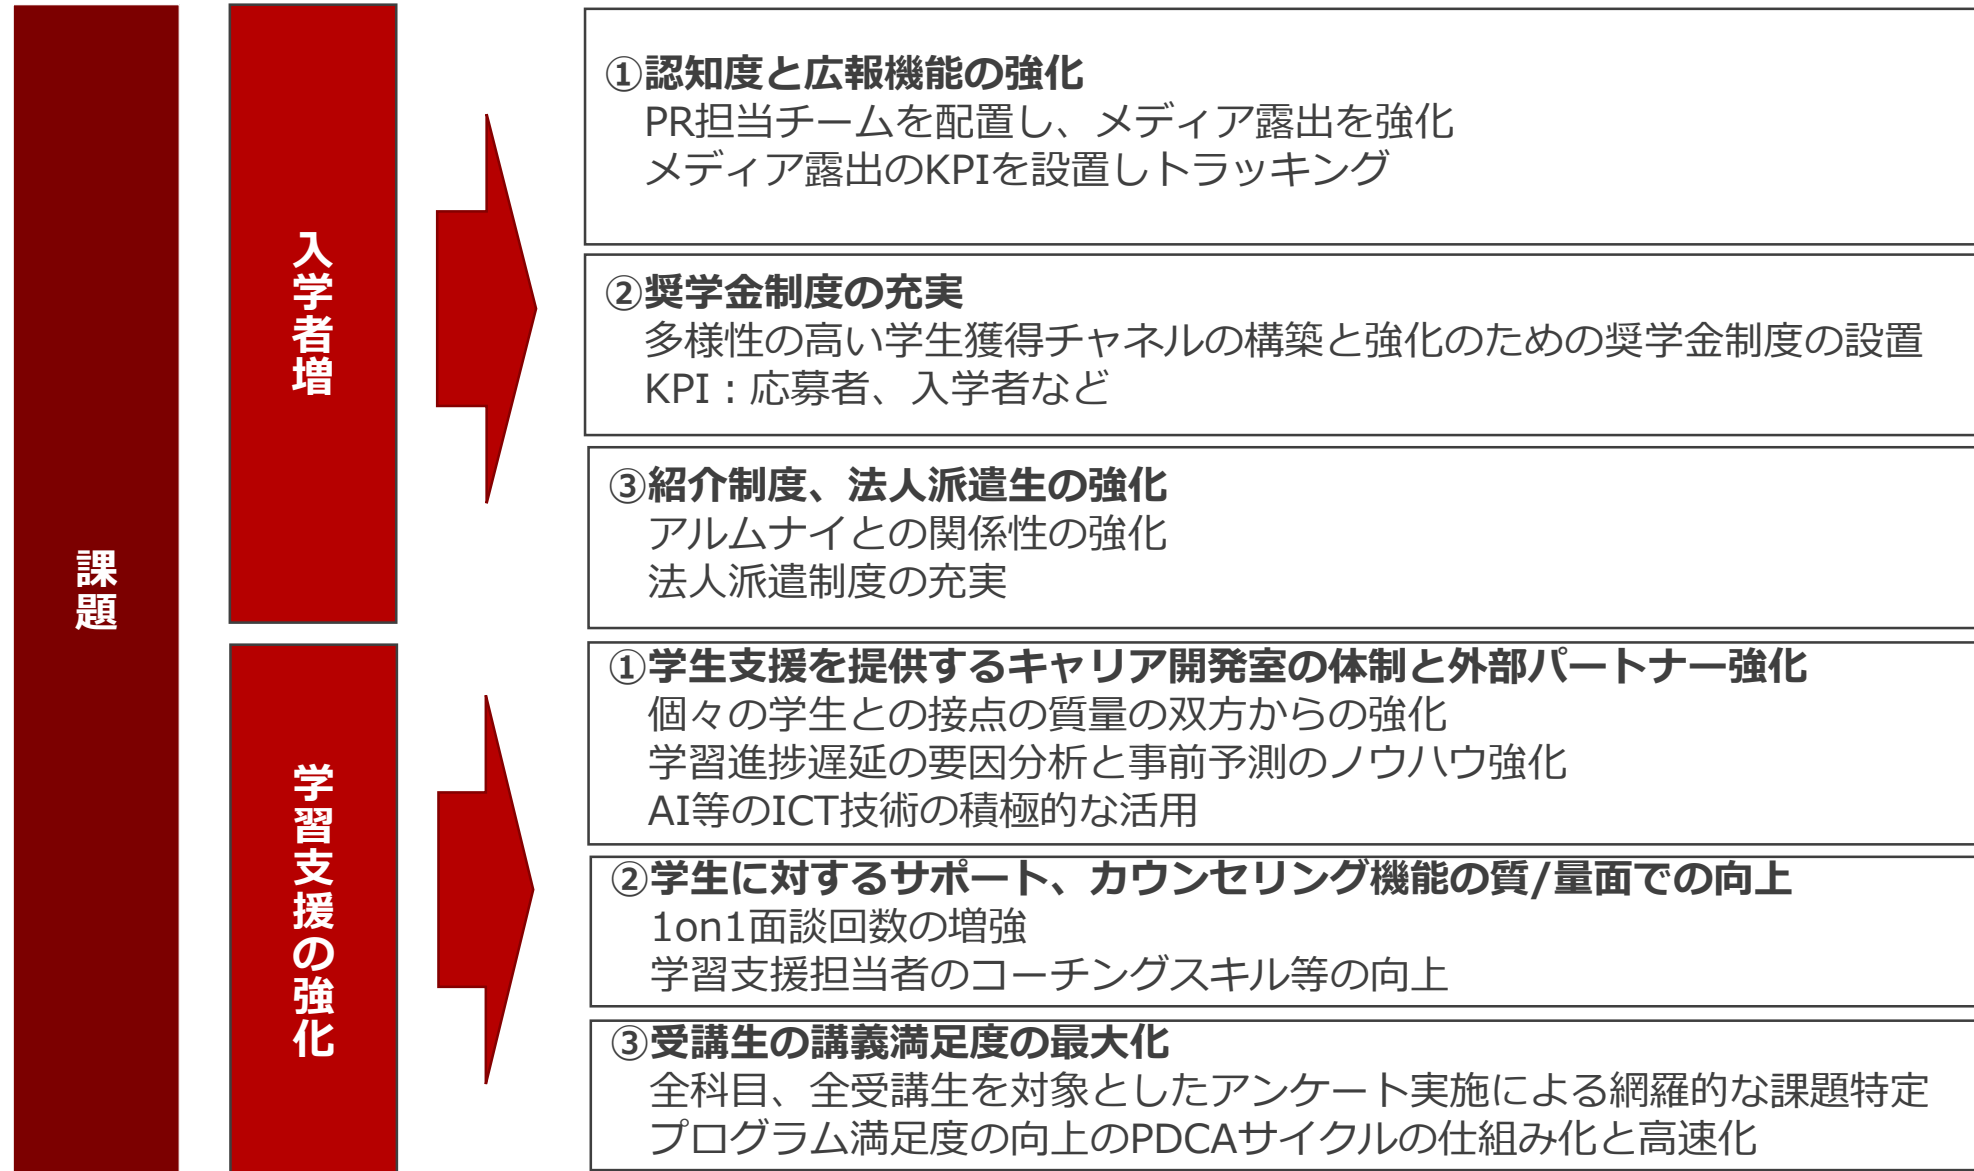 課題
入学者増
①認知度と広報機能の強化
PR担当チームを配置し、メディア露出を強化
メディア露出のKPIを設置しトラッキング
②奨学金制度の充実
多様性の高い学生獲得チャネルの構築と強化のための奨学金制度の設置
KPI：応募者、入学者など
③紹介制度、法人派遣生の強化
アルムナイとの関係性の強化
法人派遣制度の充実
学習支援の強化
①学生支援を提供するキャリア開発室の体制と外部パートナー強化
個々の学生との接点の質量の双方からの強化
学習進捗遅延の要因分析と事前予測のノウハウ強化
AI等のICT技術の積極的な活用
②学生に対するサポート、カウンセリング機能の質/量面での向上
1on1面談回数の増強
学習支援担当者のコーチングスキル等の向上
③受講生の講義満足度の最大化
全科目、全受講生を対象としたアンケート実施による網羅的な課題特定
プログラム満足度の向上のPDCAサイクルの仕組み化と高速化